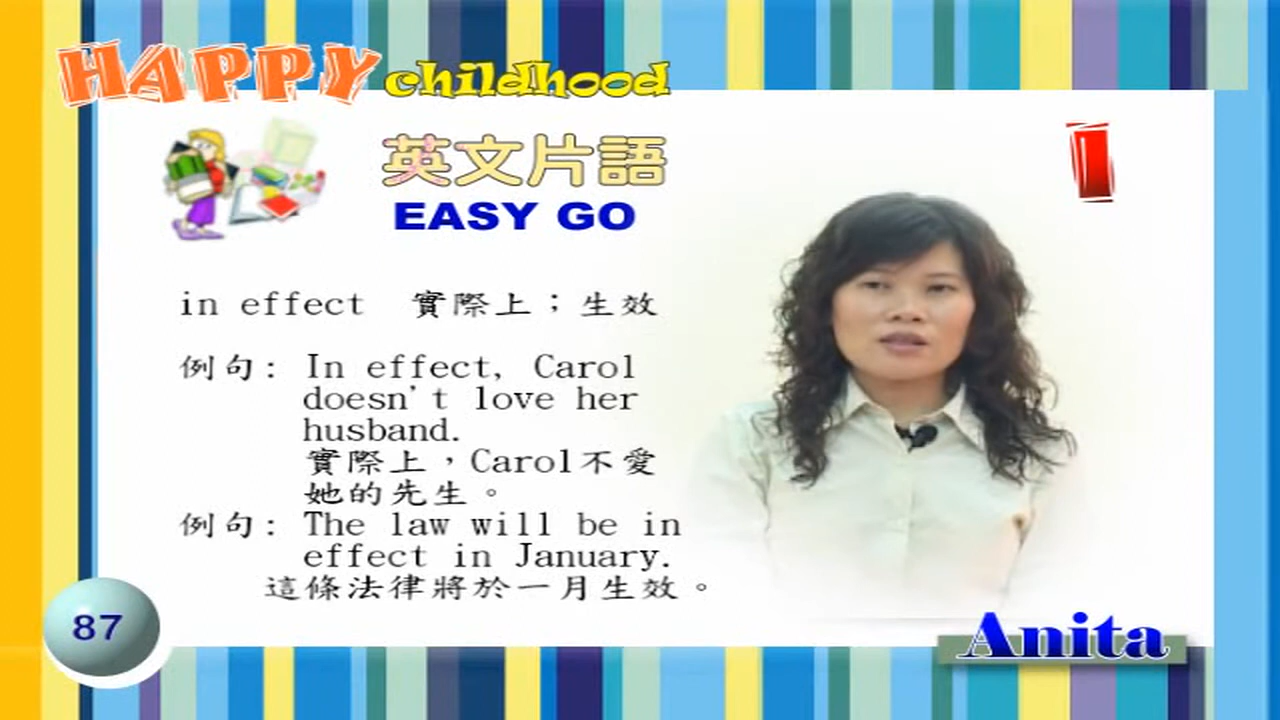 HAPPY childhood
英文片語
I
EASY GO
in effect 實際上；生效
例句: In effect, Carol
doesn't love her
husband.
實際上，Carol不愛
她的先生。
例句: The law will be in
effect in January.
這條法律將於一月生效。
87
Anita